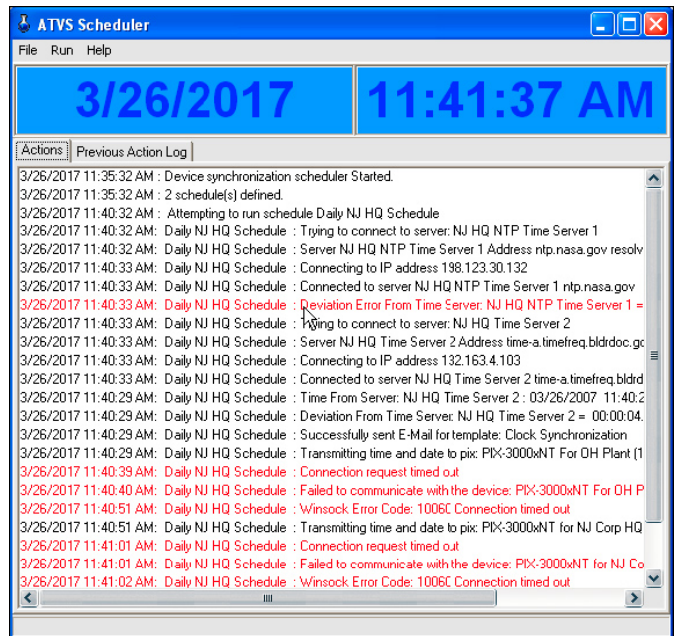 ATVS Scheduler
File Run Help
3/26/2017 11:41:37 AM
Actions Previous Action Log
3/26/2017 11:35:32 AM : Device synchronization scheduler Started.
3/26/2017 11:35:32 AM : 2 schedule(s) defined.
3/26/2017 11:40:32 AM : Attempting to run schedule Daily NJ HQ Schedule
3/26/2017 11:40:32 AM: Daily NJ HQ Schedule : Trying to connect to server: NJ HQ NTP Time Server 1
3/26/2017 11:40:32 AM: Daily NJ HQ Schedule : Server NJ HQ NTP Time Server 1 Address ntp.nasa.gov resolv
3/26/2017 11:40:33 AM: Daily NJ HQ Schedule : Connecting to IP address 198.123.30.132
3/26/2017 11:40:33 AM: Daily NJ HQ Schedule : Connected to server NJ HQ NTP Time Server 1 ntp.nasa.gov
3/26/2017 11:40:33 AM: Daily NJ HQ Schedule : Deviation Error From Time Server: NJ HQ NTP Time Server 1 =
3/26/2017 11:40:33 AM: Daily NJ HQ Schedule : Trying to connect to server: NJ HQ Time Server 2
3/26/2017 11:40:33 AM: Daily NJ HQ Schedule : Server NJ HQ Time Server 2 Address time-a.timefreq.bldrdoc.gc
3/26/2017 11:40:33 AM: Daily NJ HQ Schedule : Connecting to IP address 132.163.4.103
3/26/2017 11:40:33 AM: Daily NJ HQ Schedule : Connected to server NJ HQ Time Server 2 time-a.timefreq.bldrd
3/26/2017 11:40:29 AM: Daily NJ HQ Schedule : Time From Server: NJ HQ Time Server 2 : 03/26/2007 11:40:2
3/26/2017 11:40:29 AM: Daily NJ HQ Schedule : Deviation From Time Server: NJ HQ Time Server 2 = 00:00:04.
3/26/2017 11:40:29 AM: Daily NJ HQ Schedule : Successfully sent E-Mail for template: Clock Synchronization
3/26/2017 11:40:29 AM: Daily NJ HQ Schedule : Transmitting time and date to pix: PIX-3000xNT For OH Plant (1
3/26/2017 11:40:39 AM: Daily NJ HQ Schedule : Connection request timed out
3/26/2017 11:40:40 AM: Daily NJ HQ Schedule : Failed to communicate with the device: PIX-3000xNT For OH P
3/26/2017 11:40:51 AM: Daily NJ HQ Schedule : Winsock Error Code: 10060 Connection timed out
3/26/2017 11:40:51 AM: Daily NJ HQ Schedule : Transmitting time and date to pix: PIX-3000xNT for NJ Corp HQ
3/26/2017 11:41:01 AM: Daily NJ HQ Schedule : Connection request timed out
3/26/2017 11:41:01 AM: Daily NJ HQ Schedule : Failed to communicate with the device: PIX-3000xNT for NJ Co
3/26/2017 11:41:02 AM: Daily NJ HQ Schedule : Winsock Error Code: 10060 Connection timed out